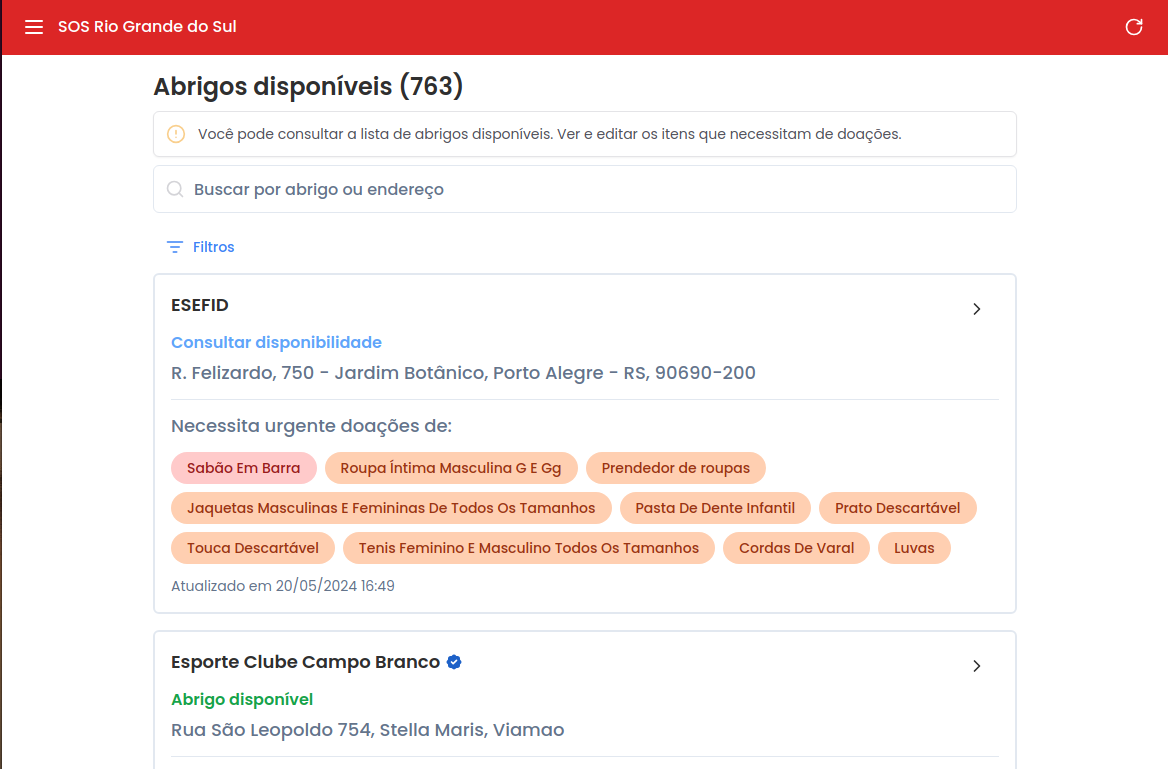 SOS Rio Grande do Sul
Abrigos disponíveis (763)
Você pode consultar a lista de abrigos disponíveis. Ver e editar os itens que necessitam de doações.
Buscar por abrigo ou endereço
Filtros
ESEFID
Consultar disponibilidade
R. Felizardo, 750 - Jardim Botânico, Porto Alegre - RS, 90690-200
Necessita urgente doações de:
Sabão Em Barra Roupa Íntima Masculina G E Gg Prendedor de roupas
Jaquetas Masculinas E Femininas De Todos Os Tamanhos Pasta De Dente Infantil Prato Descartável
Touca Descartável Tenis Feminino E Masculino Todos Os Tamanhos Cordas De Varal Luvas
Atualizado em 20/05/2024 16:49
Esporte Clube Campo Branco
Abrigo disponível
Rua São Leopoldo 754, Stella Maris, Viamao